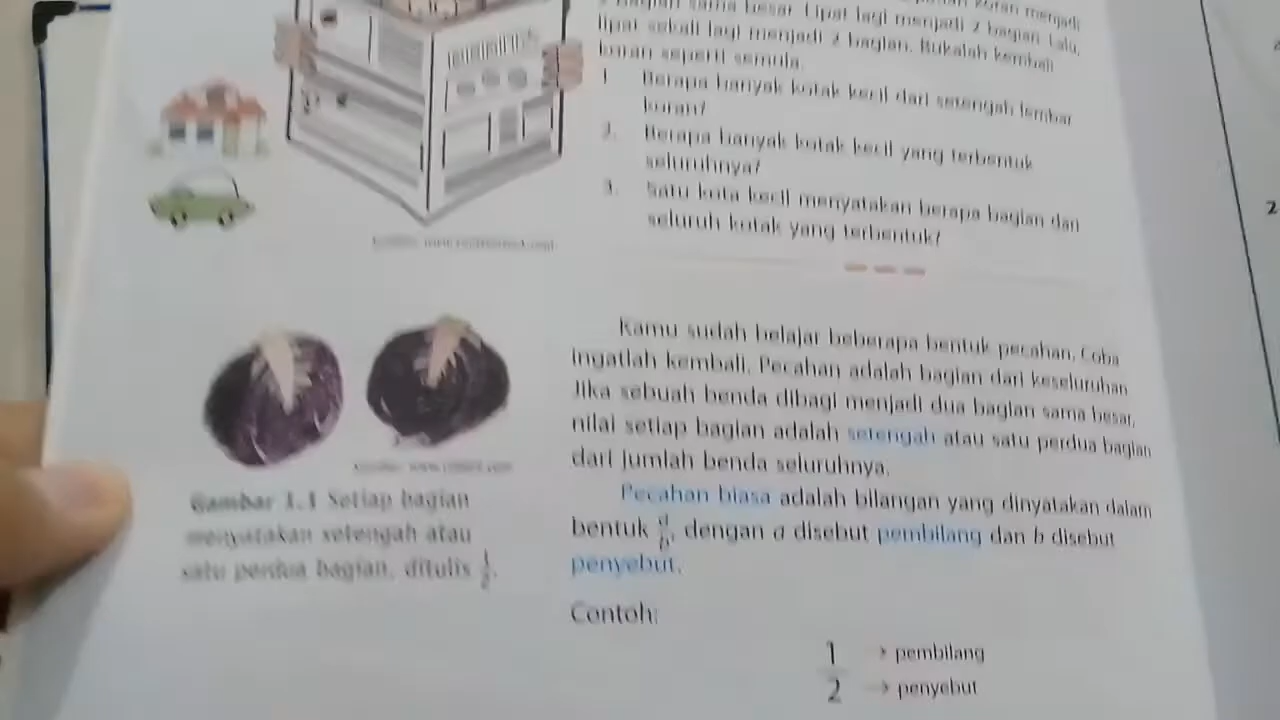 koran menjadi
2 bagian sama besar. Lipat lagi menjadi 2 bagian. Lalu,
lipat sekali lagi menjadi 2 bagian. Bukalah kembali
koran seperti semula.
1. Berapa banyak kotak kecil dari setengah lembar
koran?
2. Berapa banyak kotak kecil yang terbentuk
seluruhnya?
3. Satu kota kecil menyatakan berapa bagian dari
seluruh kotak yang terbentuk?
Kamu sudah belajar beberapa bentuk pecahan. Coba
ingatlah kembali. Pecahan adalah bagian dari keseluruhan
Jika sebuah benda dibagi menjadi dua bagian sama besar,
nilai setiap bagian adalah setengah atau satu perdua bagian
dari jumlah benda seluruhnya.
Pecahan biasa adalah bilangan yang dinyatakan dalam
bentuk a/b, dengan a disebut pembilang dan b disebut
penyebut.
Contoh:
1 → pembilang
2 → penyebut
Gambar 1.1 Setiap bagian
menyatakan setengah atau
satu perdua bagian, ditulis 1/2.
2